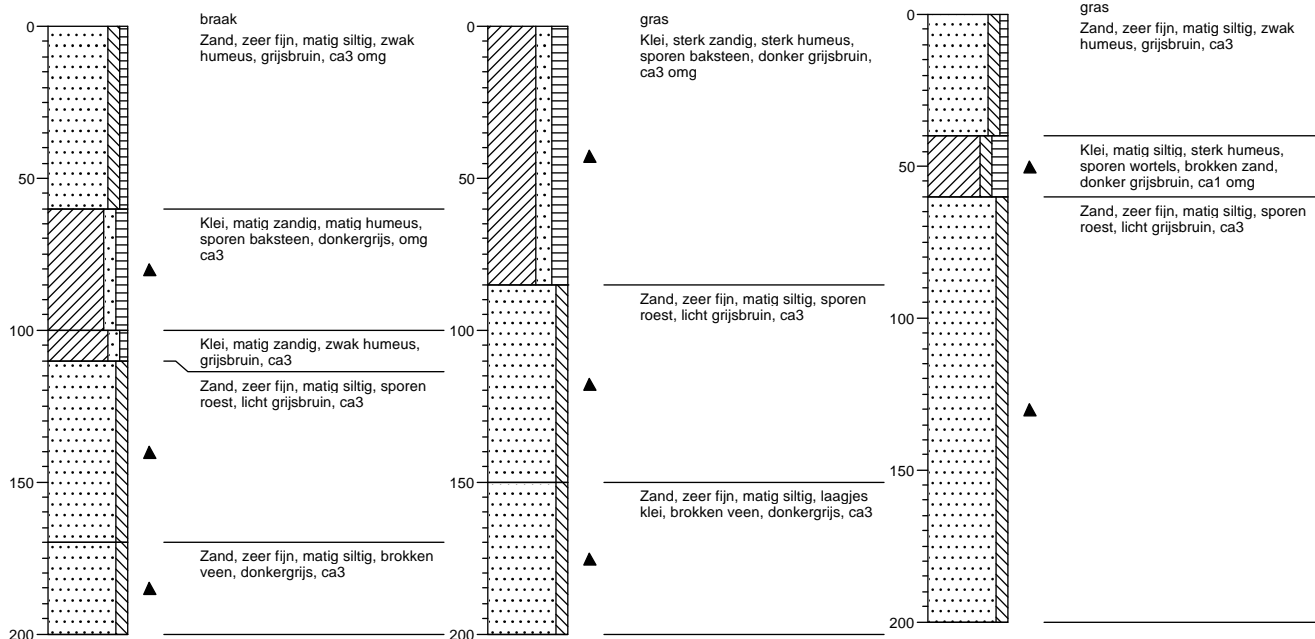 braak
0
Zand, zeer fijn, matig siltig, zwak
humeus, grijsbruin, ca3 omg
50
Klei, matig zandig, matig humeus,
sporen baksteen, donkergrijs, omg
ca3
100
Klei, matig zandig, zwak humeus,
grijsbruin, ca3
Zand, zeer fijn, matig siltig, sporen
roest, licht grijsbruin, ca3
150
Zand, zeer fijn, matig siltig, brokken
veen, donkergrijs, ca3
200
gras
0
Klei, sterk zandig, sterk humeus,
sporen baksteen, donker grijsbruin,
ca3 omg
50
Zand, zeer fijn, matig siltig, sporen
roest, licht grijsbruin, ca3
100
150
Zand, zeer fijn, matig siltig, laagjes
klei, brokken veen, donkergrijs, ca3
200
gras
0
Zand, zeer fijn, matig siltig, zwak
humeus, grijsbruin, ca3
Klei, matig siltig, sterk humeus,
50
sporen wortels, brokken zand,
donker grijsbruin, ca1 omg
Zand, zeer fijn, matig siltig, sporen
roest, licht grijsbruin, ca3
100
150
200